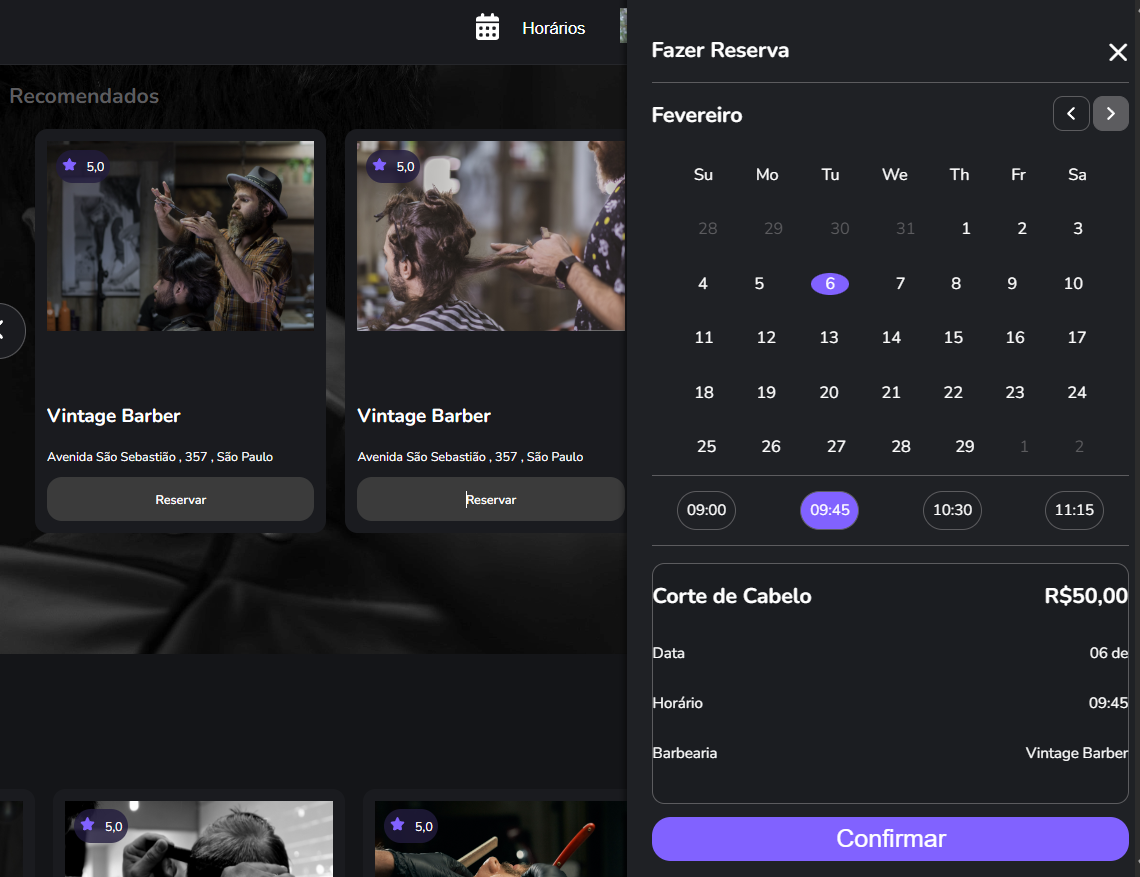 Horários
Recomendados
5,0
5,0
Vintage Barber
Vintage Barber
Avenida São Sebastião , 357 , São Paulo
Avenida São Sebastião , 357 , São Paulo
Reservar
Reservar
5,0
5,0
Fazer Reserva
Fevereiro
Su Mo Tu We Th Fr Sa
28 29 30 31 1 2 3
4 5 6 7 8 9 10
11 12 13 14 15 16 17
18 19 20 21 22 23 24
25 26 27 28 29 1 2
09:00 09:45 10:30 11:15
Corte de Cabelo R$50,00
Data 06 de
Horário 09:45
Barbearia Vintage Barber
Confirmar